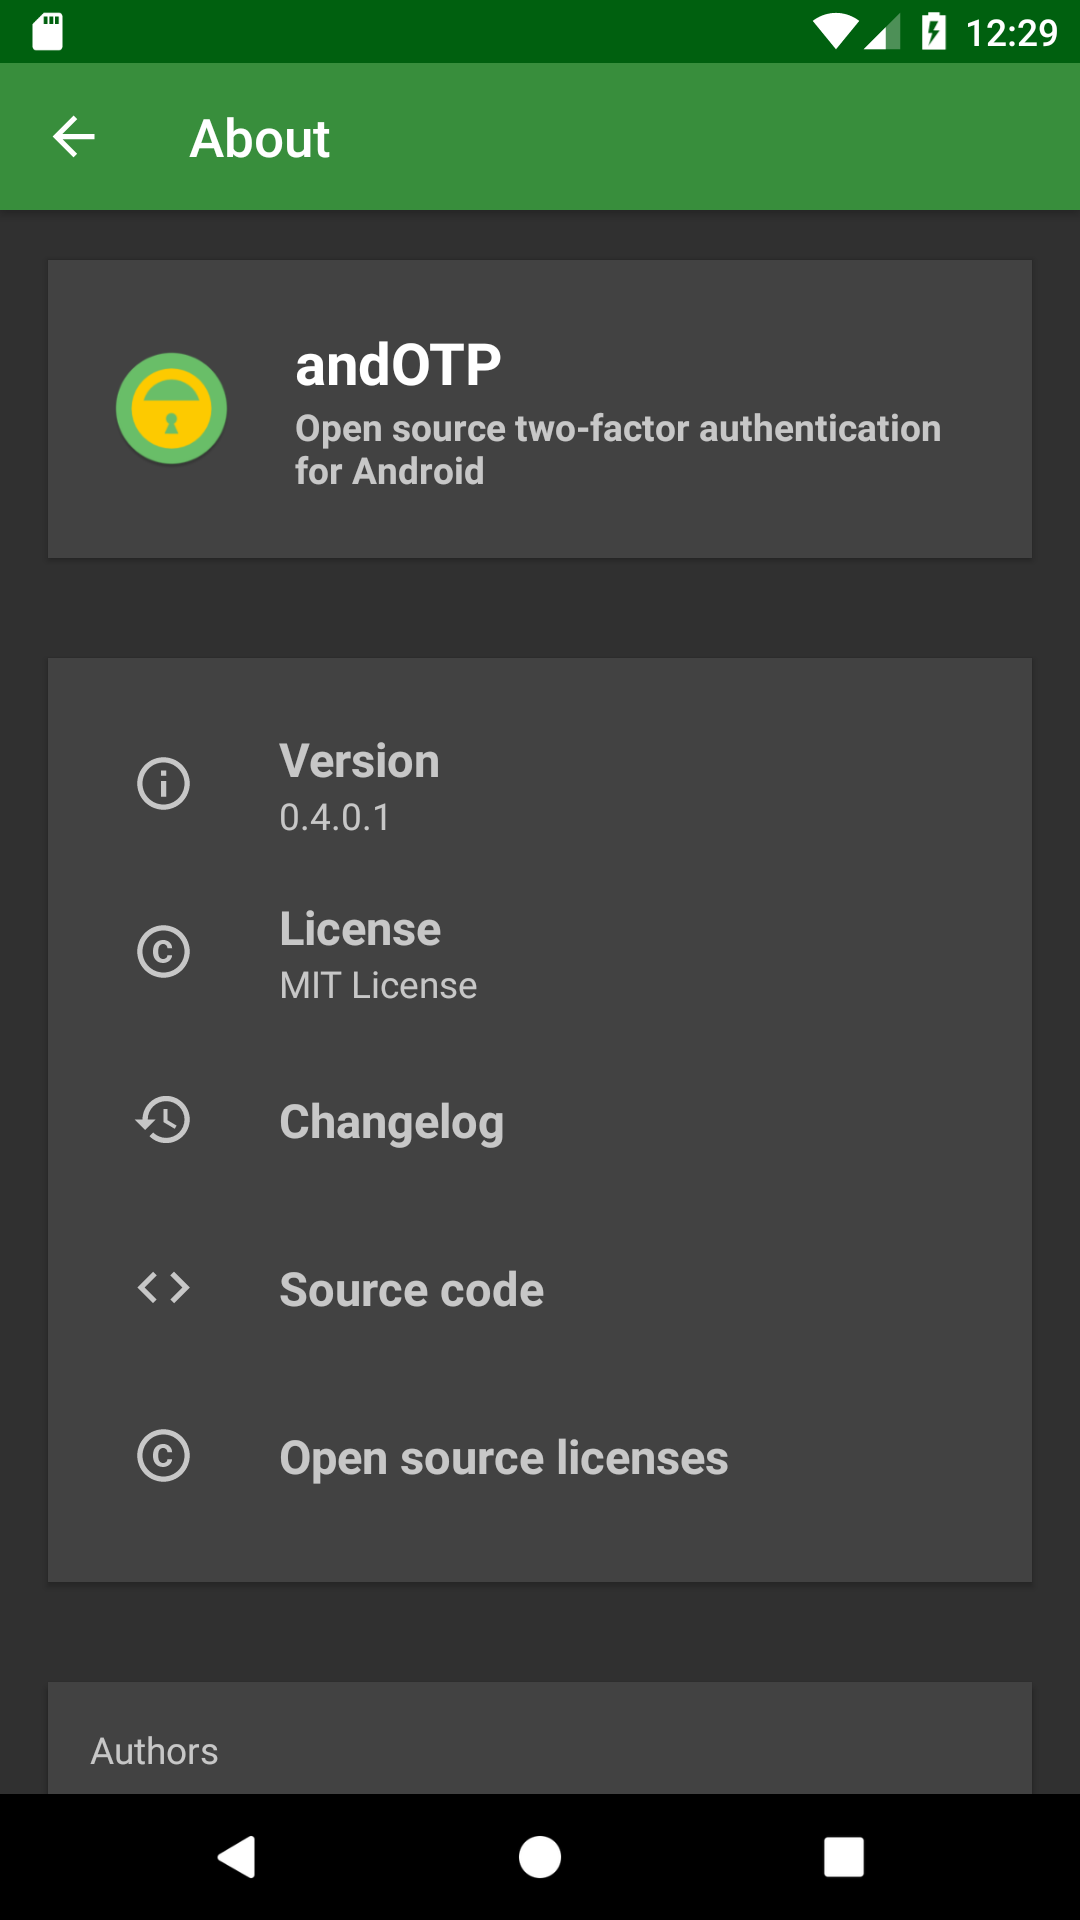 12:29
About
andOTP
Open source two-factor authentication
for Android
Version
0.4.0.1
License
MIT License
Changelog
Source code
Open source licenses
Authors